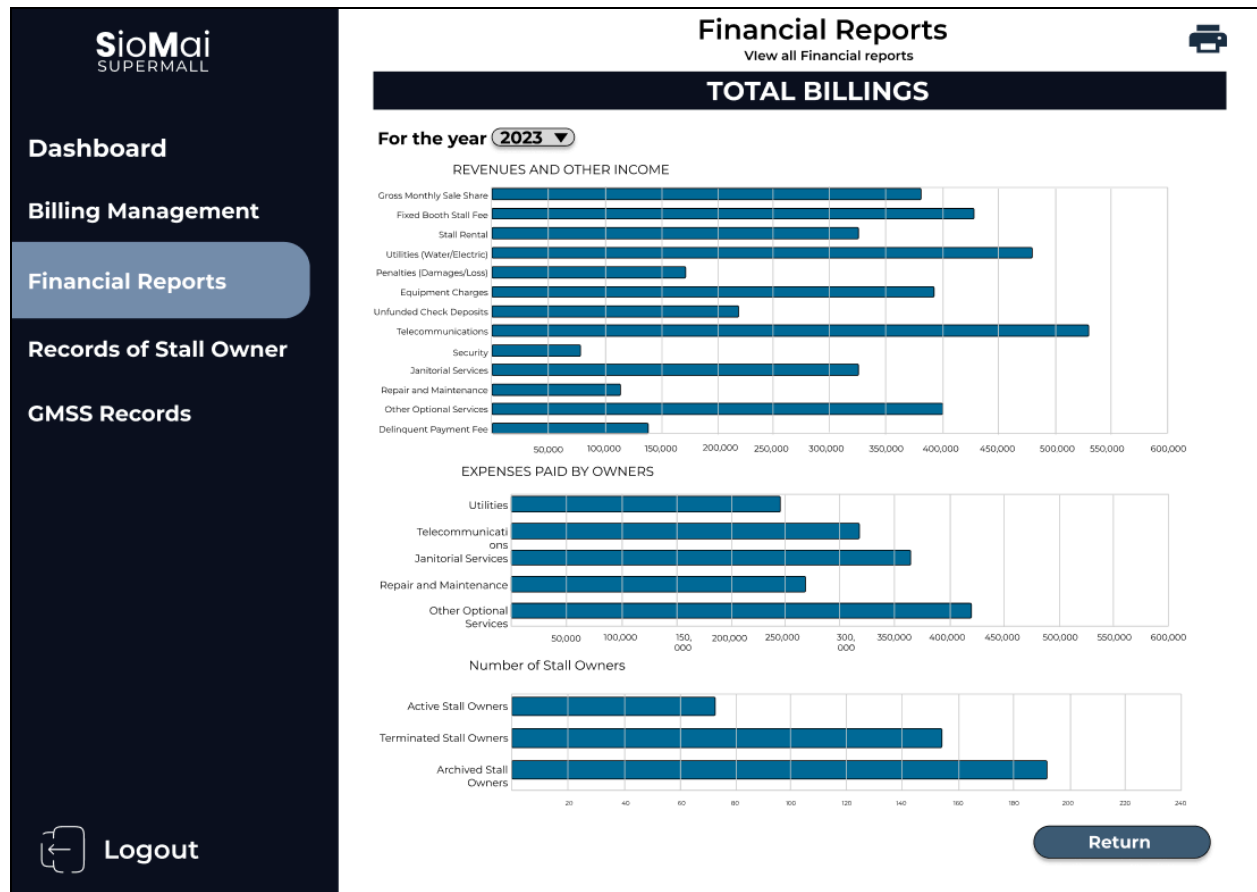 SioMai
SUPERMALL
Dashboard
Billing Management
Financial Reports
Records of Stall Owner
GMSS Records
Logout
Financial Reports
VIew all Financial reports
TOTAL BILLINGS
For the year 2023
REVENUES AND OTHER INCOME
Gross Monthly Sale Share
Fixed Booth Stall Fee
Stall Rental
Utilities (Water/Electric)
Penalties (Damages/Loss)
Equipment Charges
Unfunded Check Deposits
Telecommunications
Security
Janitorial Services
Repair and Maintenance
Other Optional Services
Delinquent Payment Fee
50,000 100,000 150,000 200,000 250,000 300,000 350,000 400,000 450,000 500,000 550,000 600,000
EXPENSES PAID BY OWNERS
Utilities
Telecommunicati
ons
Janitorial Services
Repair and Maintenance
Other Optional
Services
50,000 100,000 150, 200,000 250,000 300, 350,000 400,000 450,000 500,000 550,000 600,000
000 000
Number of Stall Owners
Active Stall Owners
Terminated Stall Owners
Archived Stall
Owners
20 40 60 80 100 120 140 160 180 200 220 240
Return